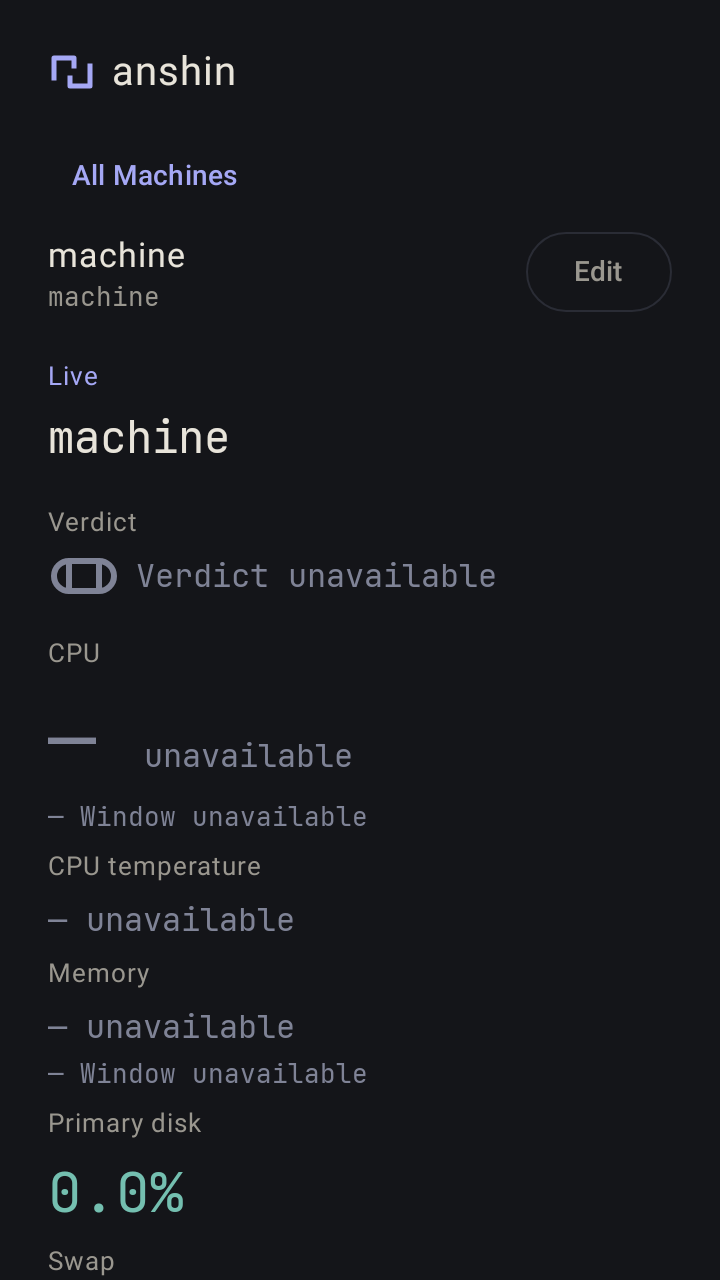 anshin
All Machines
machine
machine
Edit
Live
machine
Verdict
Verdict unavailable
CPU
— unavailable
— Window unavailable
CPU temperature
— unavailable
Memory
— unavailable
— Window unavailable
Primary disk
0.0%
Swap